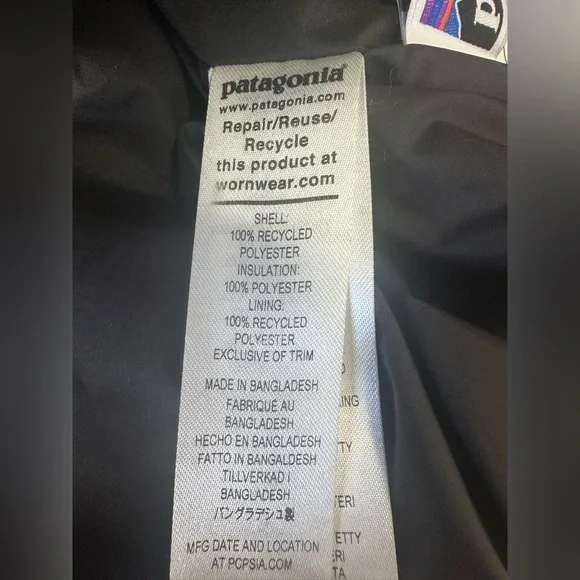 patagonia®
www.patagonia.com
Repair/Reuse/
Recycle
this product at
wornwear.com
SHELL:
100% RECYCLED
POLYESTER
INSULATION:
100% POLYESTER
LINING:
100% RECYCLED
POLYESTER
EXCLUSIVE OF TRIM
MADE IN BANGLADESH
FABRIQUÉ AU
BANGLADESH
HECHO EN BANGLADESH
FATTO IN BANGALDESH
TILLVERKAD I
BANGLADESH
バングラデシュ製
MFG DATE AND LOCATION
AT PCPSIA.COM